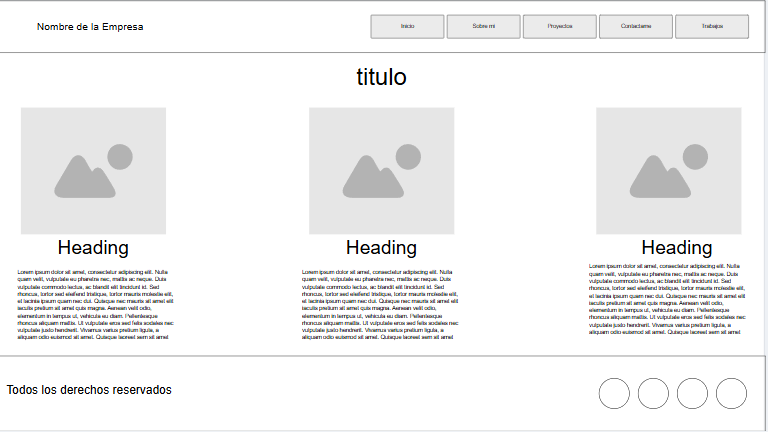 Nombre de la Empresa
Inicio
Sobre mi
Proyectos
Contactame
Trabajos
titulo
Heading
Lorem ipsum dolor sit amet, consectetur adipiscing elit. Nulla
quam velit, vulputate eu pharetra nec, mattis ac neque. Duis
vulputate commodo lectus, ac blandit elit tincidunt id. Sed
rhoncus, tortor sed eleifend tristique, tortor mauris molestie elit,
et lacinia ipsum quam nec dui. Quisque nec mauris sit amet elit
iaculis pretium sit amet quis magna. Aenean velit odio,
elementum in tempus ut, vehicula eu diam. Pellentesque
rhoncus aliquam mattis. Ut vulputate eros sed felis sodales nec
vulputate justo hendrerit. Vivamus varius pretium ligula, a
aliquam odio euismod sit amet. Quisque laoreet sem sit amet
Heading
Lorem ipsum dolor sit amet, consectetur adipiscing elit. Nulla
quam velit, vulputate eu pharetra nec, mattis ac neque. Duis
vulputate commodo lectus, ac blandit elit tincidunt id. Sed
rhoncus, tortor sed eleifend tristique, tortor mauris molestie elit,
et lacinia ipsum quam nec dui. Quisque nec mauris sit amet elit
iaculis pretium sit amet quis magna. Aenean velit odio,
elementum in tempus ut, vehicula eu diam. Pellentesque
rhoncus aliquam mattis. Ut vulputate eros sed felis sodales nec
vulputate justo hendrerit. Vivamus varius pretium ligula, a
aliquam odio euismod sit amet. Quisque laoreet sem sit amet
Heading
Lorem ipsum dolor sit amet, consectetur adipiscing elit. Nulla
quam velit, vulputate eu pharetra nec, mattis ac neque. Duis
vulputate commodo lectus, ac blandit elit tincidunt id. Sed
rhoncus, tortor sed eleifend tristique, tortor mauris molestie elit,
et lacinia ipsum quam nec dui. Quisque nec mauris sit amet elit
iaculis pretium sit amet quis magna. Aenean velit odio,
elementum in tempus ut, vehicula eu diam. Pellentesque
rhoncus aliquam mattis. Ut vulputate eros sed felis sodales nec
vulputate justo hendrerit. Vivamus varius pretium ligula, a
aliquam odio euismod sit amet. Quisque laoreet sem sit amet
Todos los derechos reservados